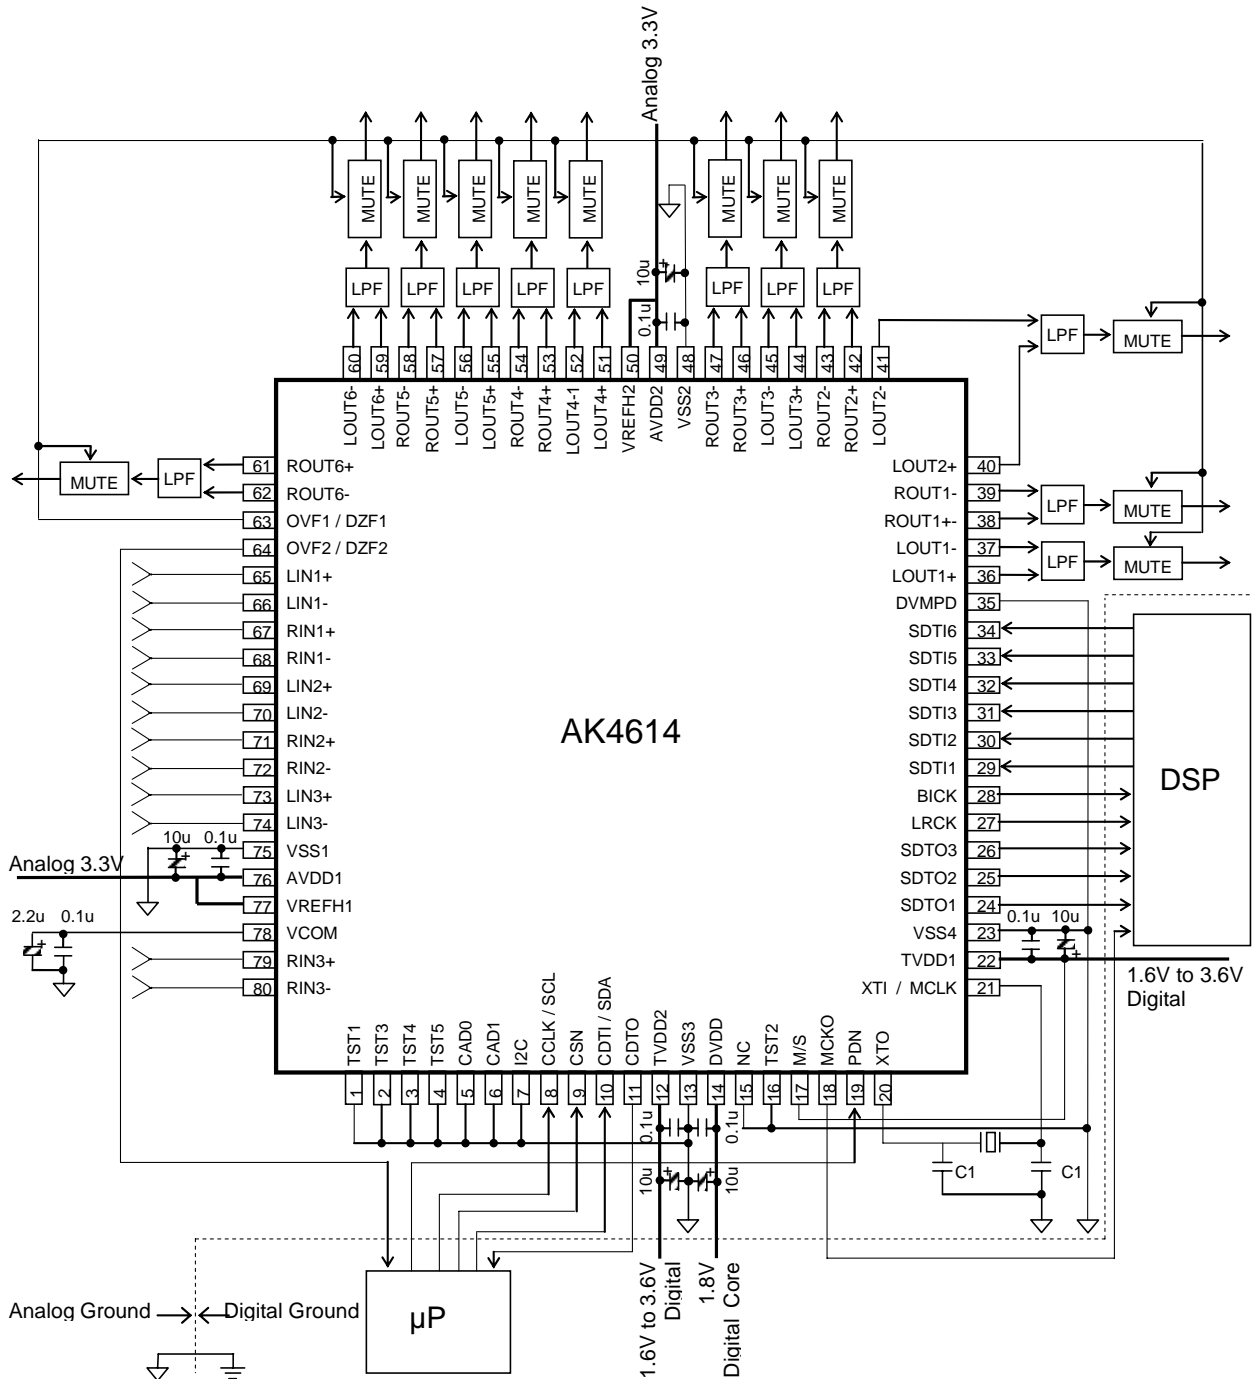 Analog 3.3V
MUTE
MUTE
MUTE
MUTE
MUTE
MUTE
MUTE
MUTE
LPF
LPF
LPF
LPF
LPF
10u
+
0.1u
LPF
LPF
LPF
LPF
MUTE
60
59
58
57
56
55
54
53
52
51
50
49
48
47
46
45
44
43
42
41
LOUT6-
LOUT6+
ROUT5-
ROUT5+
LOUT5-
LOUT5+
ROUT4-
ROUT4+
LOUT4-1
LOUT4+
VREFH2
AVDD2
VSS2
ROUT3-
ROUT3+
LOUT3-
LOUT3+
ROUT2-
ROUT2+
LOUT2-
MUTE
LPF
61 ROUT6+
62 ROUT6-
63 OVF1 / DZF1
64 OVF2 / DZF2
65 LIN1+
66 LIN1-
67 RIN1+
68 RIN1-
69 LIN2+
70 LIN2-
71 RIN2+
72 RIN2-
73 LIN3+
74 LIN3-
75 VSS1
76 AVDD1
77 VREFH1
78 VCOM
79 RIN3+
80 RIN3-
10u
+
0.1u
Analog 3.3V
2.2u
+
0.1u
AK4614
LOUT2+ 40
ROUT1- 39
ROUT1+- 38
LOUT1- 37
LOUT1+ 36
DVMPD 35
SDTI6 34
SDTI5 33
SDTI4 32
SDTI3 31
SDTI2 30
SDTI1 29
BICK 28
LRCK 27
SDTO3 26
SDTO2 25
SDTO1 24
VSS4 23
TVDD1 22
XTI / MCLK 21
LPF
MUTE
LPF
MUTE
DSP
0.1u
10u
+
1.6V to 3.6V
Digital
TST1
TST3
TST4
TST5
CAD0
CAD1
I2C
CCLK / SCL
CSN
CDTI / SDA
CDTO
TVDD2
VSS3
DVDD
NC
TST2
M/S
MCKO
PDN
XTO
1
2
3
4
5
6
7
8
9
10
11
12
13
14
15
16
17
18
19
20
0.1u
0.1u
10u
+
+
10u
C1
C1
1.6V to 3.6V
Digital
1.8V
Digital Core
Analog Ground
Digital Ground
µP